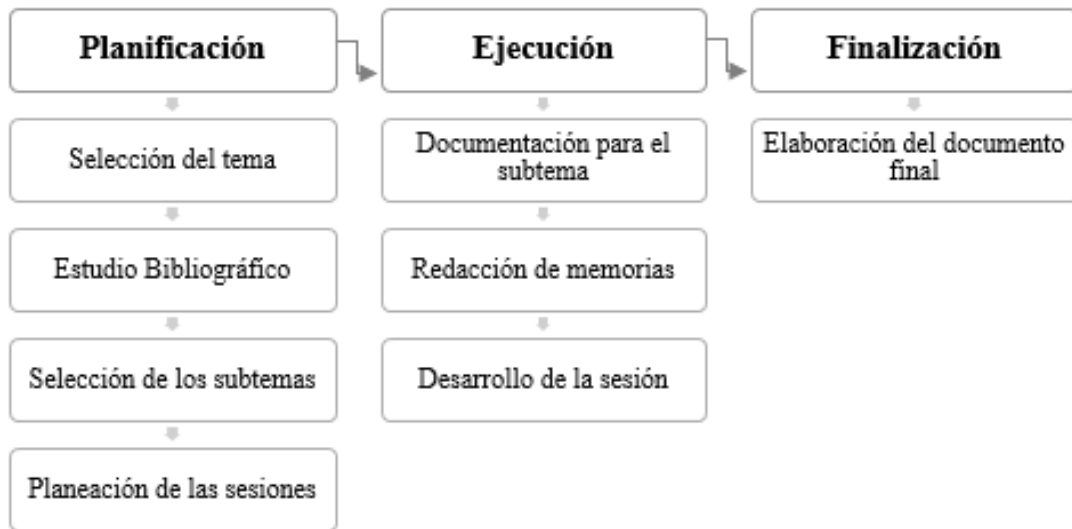 Planificación
Selección del tema
Estudio Bibliográfico
Selección de los subtemas
Planeación de las sesiones
Ejecución
Documentación para el
subtema
Redacción de memorias
Desarrollo de la sesión
Finalización
Elaboración del documento
final